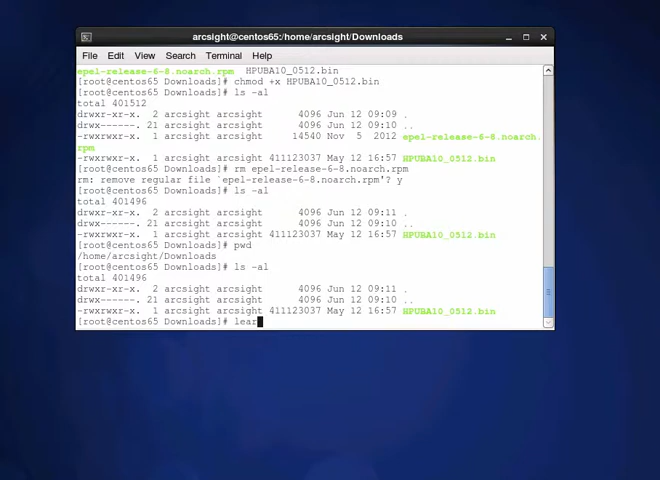 arcsight@centos65:/home/arcsight/Downloads
File Edit View Search Terminal Help
epel-release-6-8.noarch.rpm HPUBA10_0512.bin
[root@centos65 Downloads]# chmod +x HPUBA10_0512.bin
[root@centos65 Downloads]# ls -al
total 401512
drwxr-xr-x. 2 arcsight arcsight 4096 Jun 12 09:09 .
drwx------. 21 arcsight arcsight 4096 Jun 12 09:10 ..
-rwxrwxr-x. 1 arcsight arcsight 14540 Nov 5 2012 epel-release-6-8.noarch.
rpm
-rwxrwxr-x. 1 arcsight arcsight 411123037 May 12 16:57 HPUBA10_0512.bin
[root@centos65 Downloads]# rm epel-release-6-8.noarch.rpm
rm: remove regular file `epel-release-6-8.noarch.rpm'? y
[root@centos65 Downloads]# ls -al
total 401496
drwxr-xr-x. 2 arcsight arcsight 4096 Jun 12 09:11 .
drwx------. 21 arcsight arcsight 4096 Jun 12 09:10 ..
-rwxrwxr-x. 1 arcsight arcsight 411123037 May 12 16:57 HPUBA10_0512.bin
[root@centos65 Downloads]# pwd
/home/arcsight/Downloads
[root@centos65 Downloads]# ls -al
total 401496
drwxr-xr-x. 2 arcsight arcsight 4096 Jun 12 09:11 .
drwx------. 21 arcsight arcsight 4096 Jun 12 09:10 ..
-rwxrwxr-x. 1 arcsight arcsight 411123037 May 12 16:57 HPUBA10_0512.bin
[root@centos65 Downloads]# lear